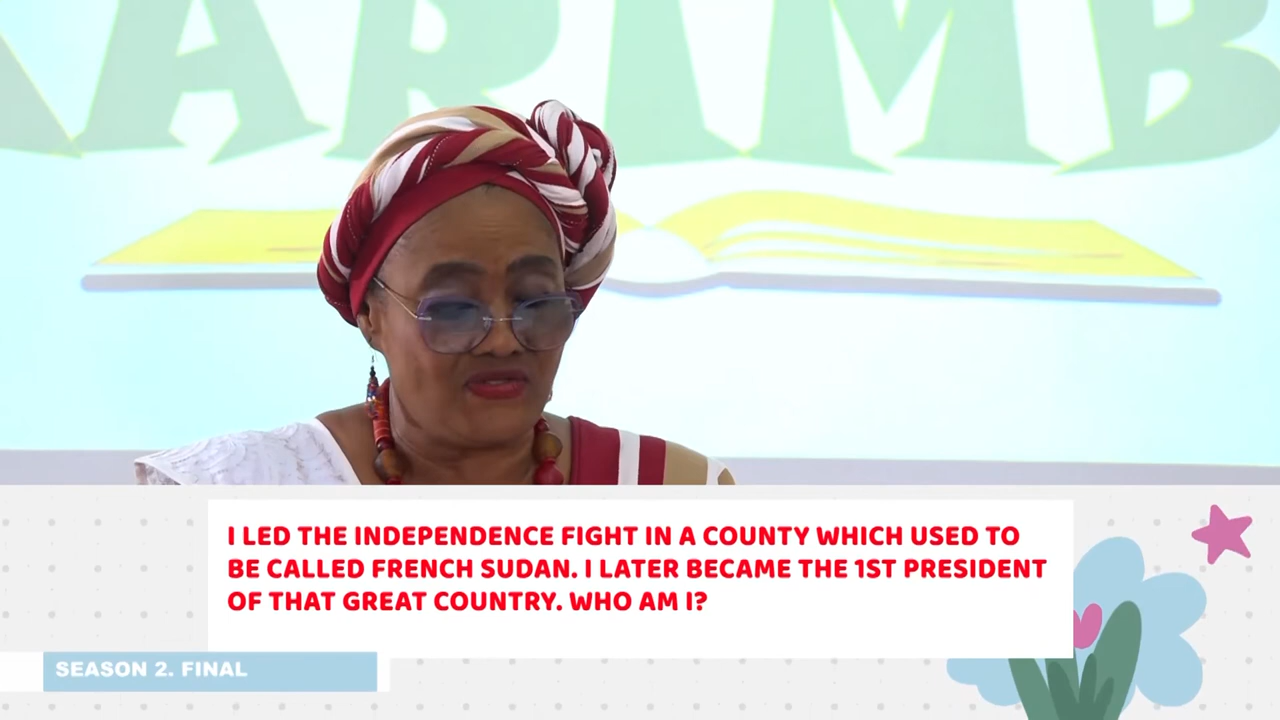 ARIMB
I LED THE INDEPENDENCE FIGHT IN A COUNTY WHICH USED TO
BE CALLED FRENCH SUDAN. I LATER BECAME THE 1ST PRESIDENT
OF THAT GREAT COUNTRY. WHO AM I?
SEASON 2. FINAL